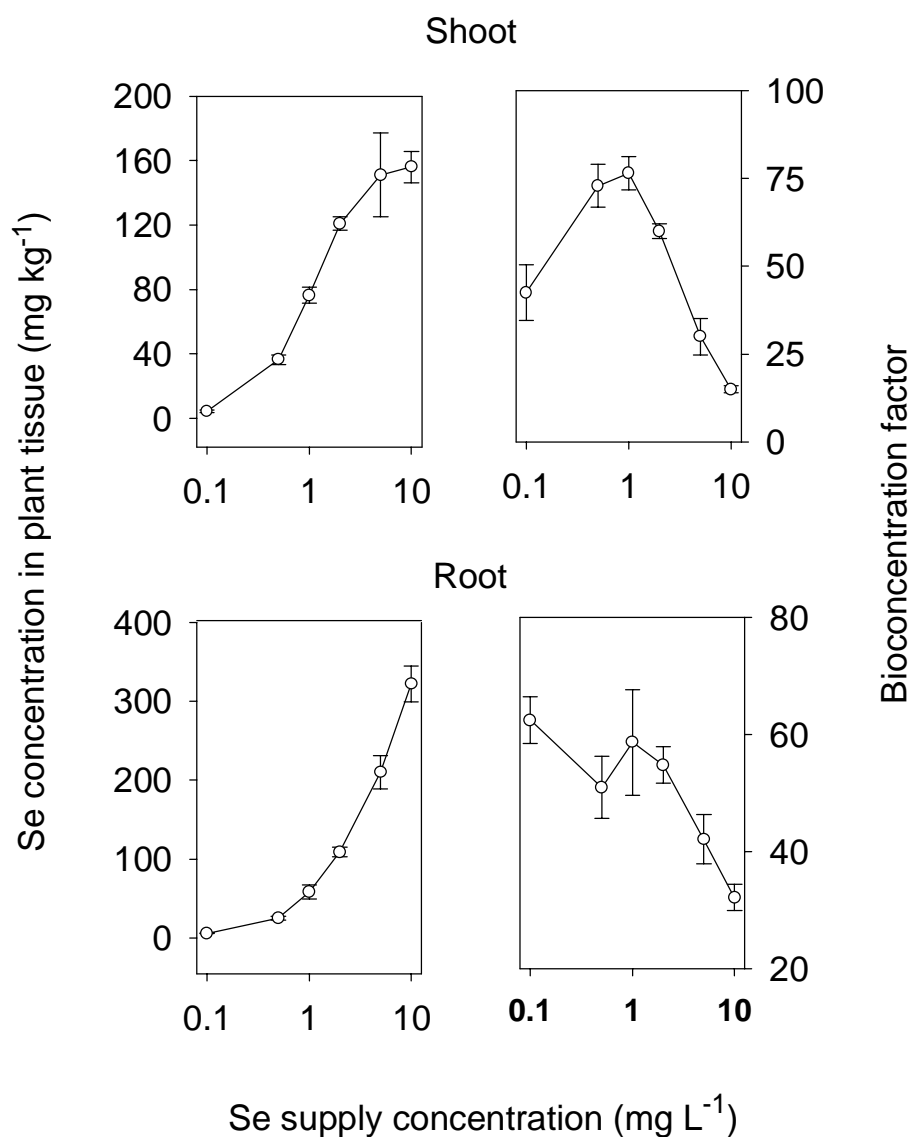 Shoot
Se concentration in plant tissue (mg kg⁻¹)
200
160
120
80
40
0
0.1 1 10
100
75
50
25
0
0.1 1 10
Bioconcentration factor
Root
400
300
200
100
0
0.1 1 10
80
60
40
20
0.1 1 10
Se supply concentration (mg L⁻¹)